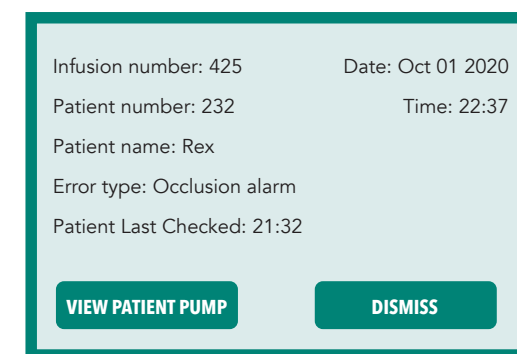 Infusion number: 425 Date: Oct 01 2020
Patient number: 232 Time: 22:37
Patient name: Rex
Error type: Occlusion alarm
Patient Last Checked: 21:32
VIEW PATIENT PUMP DISMISS